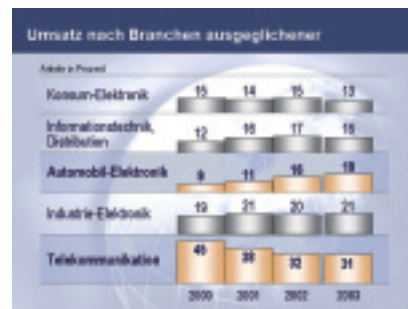 Umsatz nach Branchen ausgeglichener
Anteile in Prozent
Konsum-Elektronik 15 14 15 13
Informationstechnik,
Distribution 12 16 17 16
Automobil-Elektronik 9 11 16 19
Industrie-Elektronik 19 21 20 21
Telekommunikation 45 38 32 31
2000 2001 2002 2003